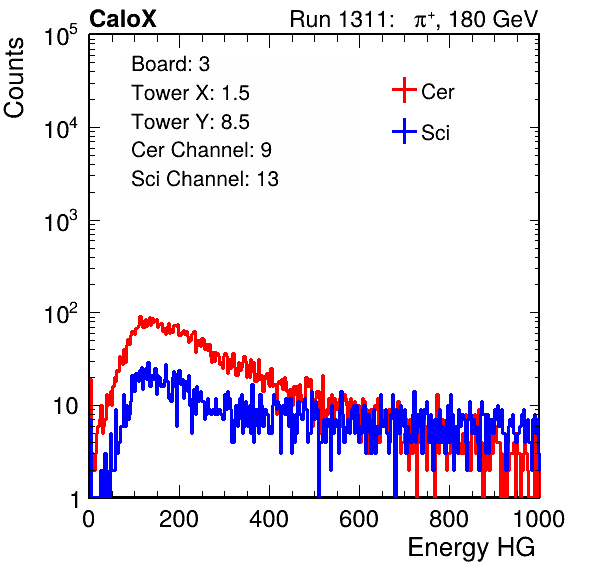 CaloX Run 1311: π⁺, 180 GeV
Counts
10⁵
10⁴
10³
10²
10
1
Board: 3
Tower X: 1.5
Tower Y: 8.5
Cer Channel: 9
Sci Channel: 13
Cer
Sci
0 200 400 600 800 1000
Energy HG